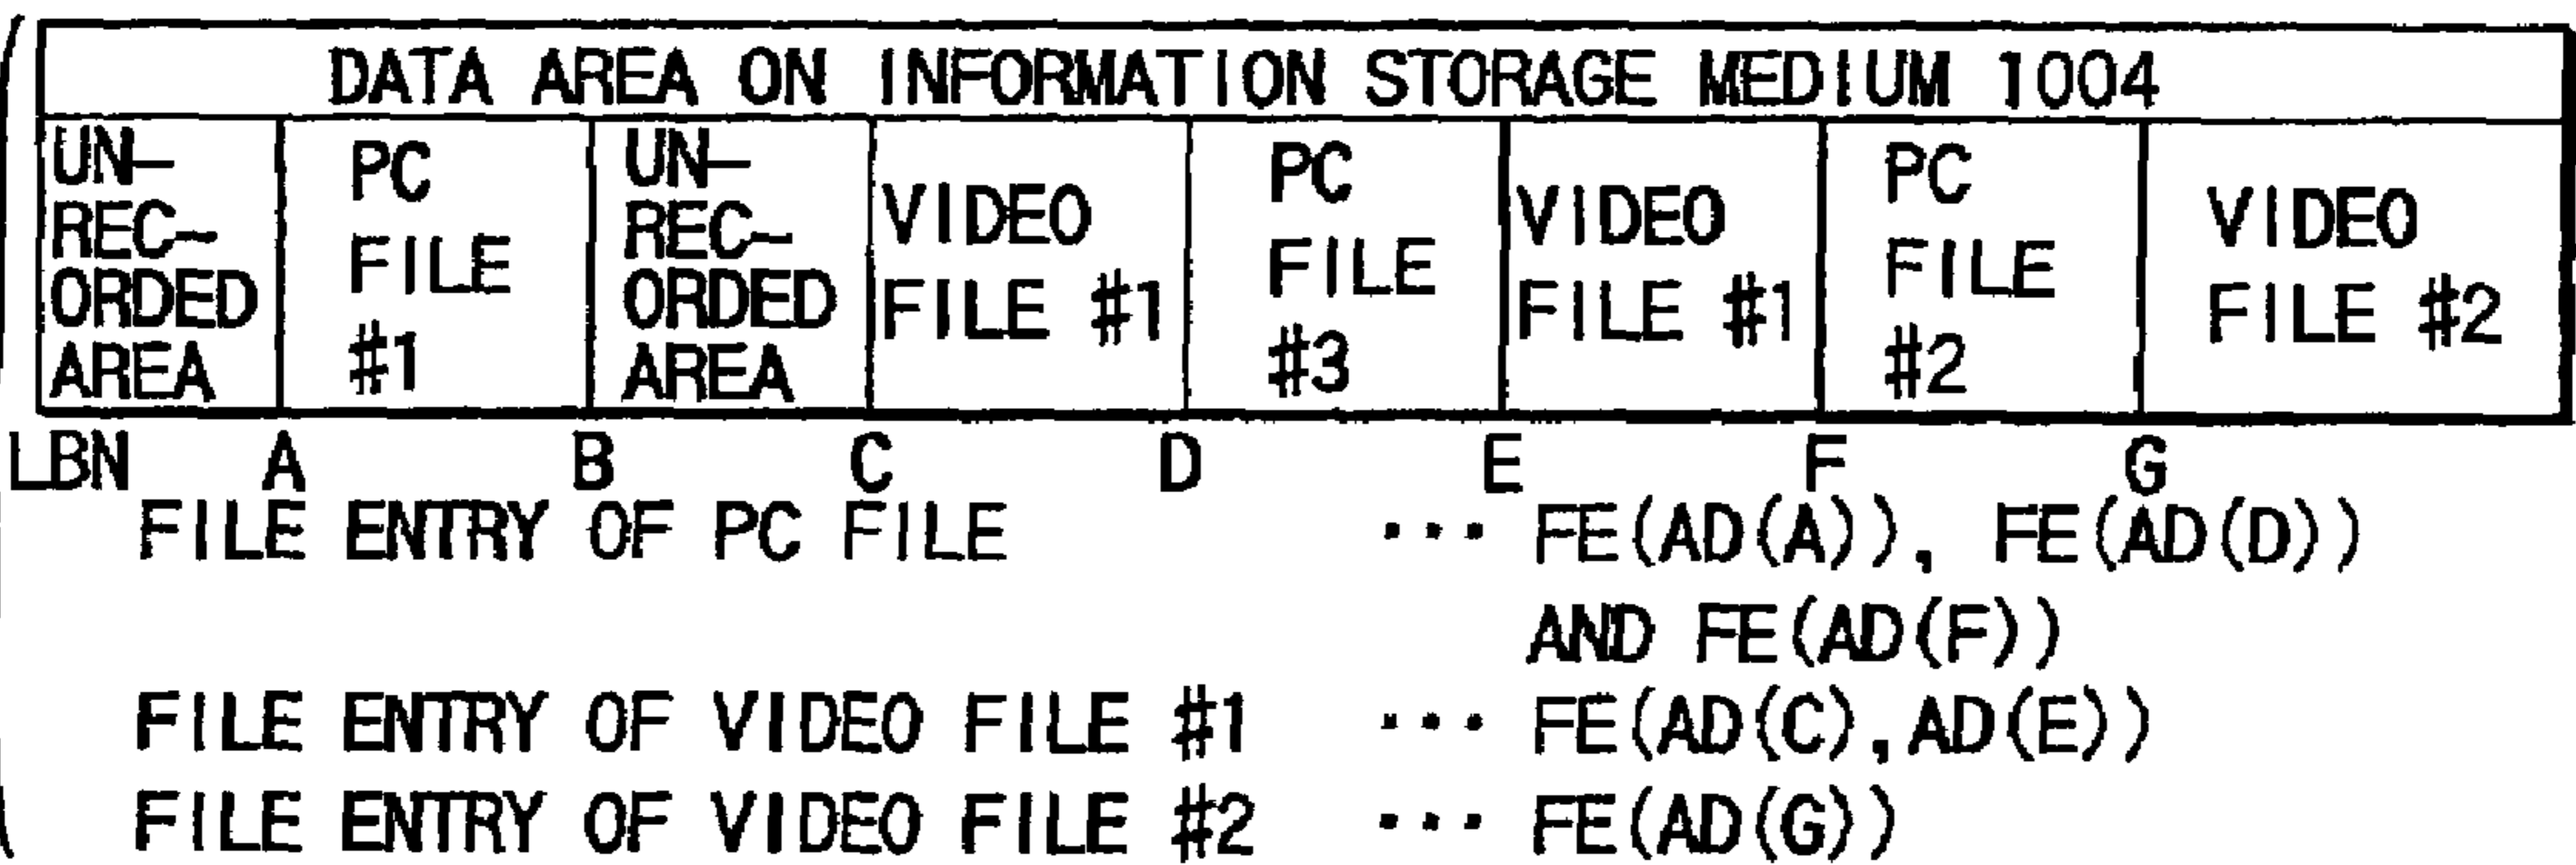 DATA AREA ON INFORMATION STORAGE MEDIUM 1004
UN-
REC-
ORDED
AREA
PC
FILE
#1
UN-
REC-
ORDED
AREA
VIDEO
FILE #1
PC
FILE
#3
VIDEO
FILE #1
PC
FILE
#2
VIDEO
FILE #2
LBN A B C D E F G
FILE ENTRY OF PC FILE ··· FE(AD(A)), FE(AD(D))
AND FE(AD(F))
FILE ENTRY OF VIDEO FILE #1 ··· FE(AD(C),AD(E))
FILE ENTRY OF VIDEO FILE #2 ··· FE(AD(G))